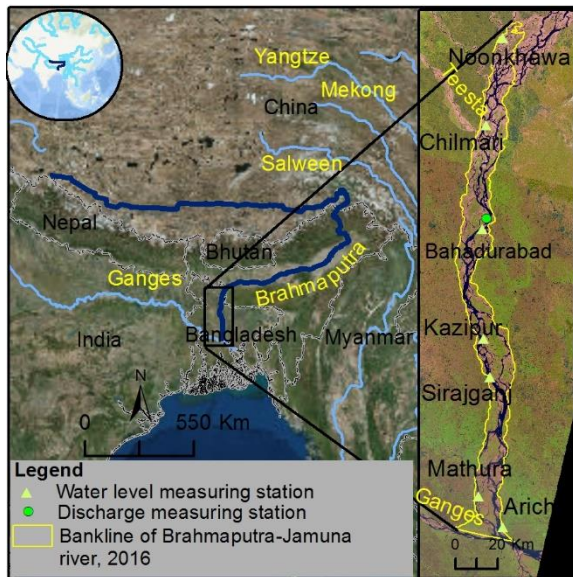 Yangtze
Mekong
China
Salween
Nepal
Bhutan
Ganges
Brahmaputra
India
Bangladesh
Myanmar
N
0 550 Km
Legend
Water level measuring station
Discharge measuring station
Bankline of Brahmaputra-Jamuna
river, 2016
Noonkhawa
Teesta
Chilmari
Bahadurabad
Kazipur
Sirajganj
Mathura
Ganges
Arich
0 20 Km